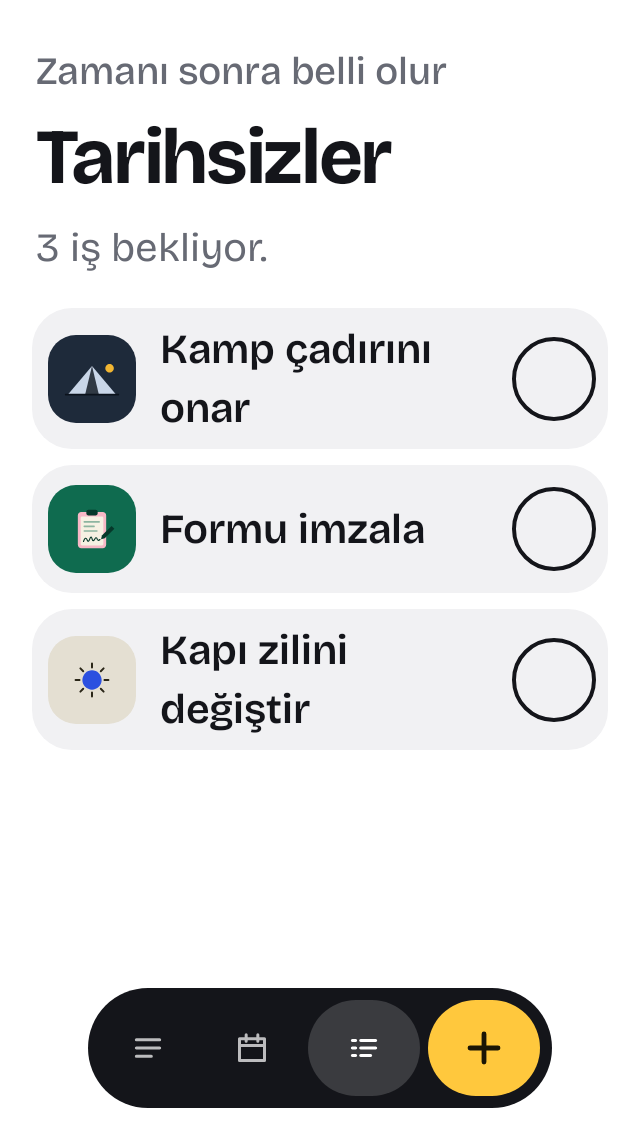 Zamanı sonra belli olur
Tarihsizler
3 iş bekliyor.
Kamp çadırını
onar
Formu imzala
Kapı zilini
değiştir